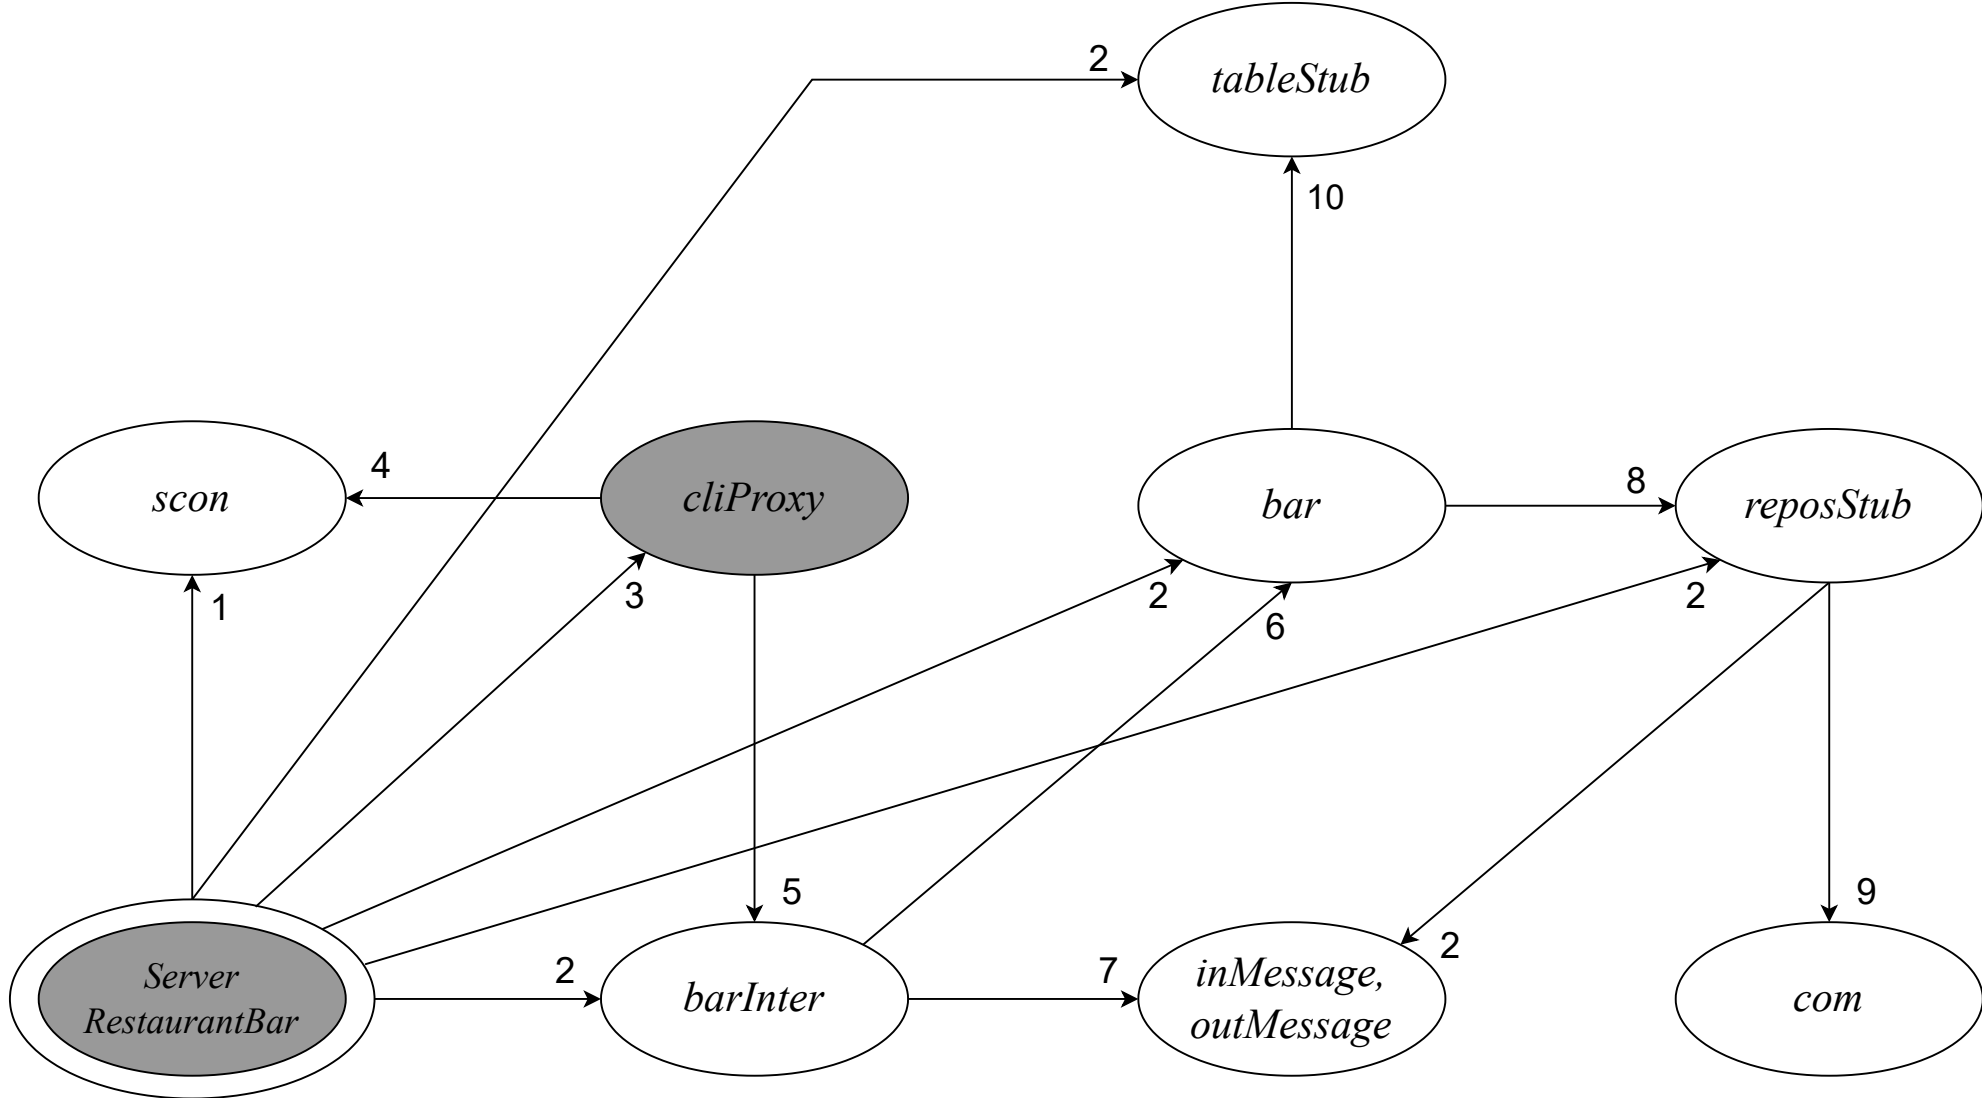 2
tableStub
10
scon
4
cliProxy
bar
8
reposStub
1
3
2
6
2
5
2
9
Server
RestaurantBar
2
barInter
7
inMessage,
outMessage
com